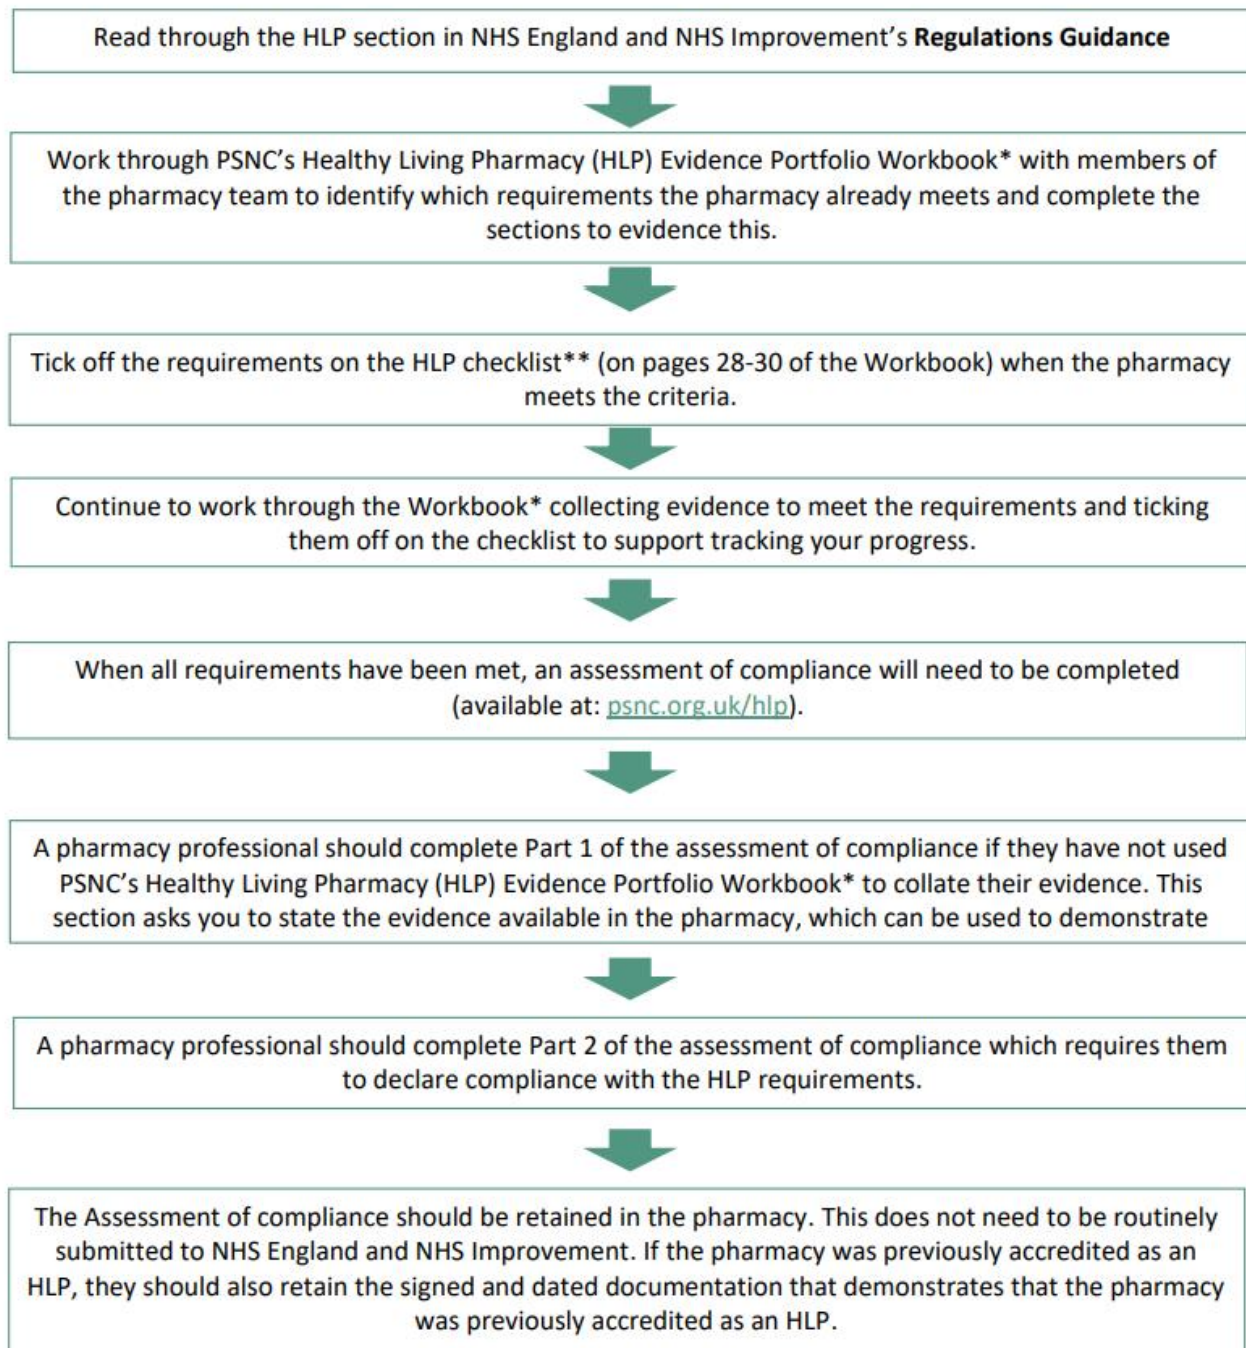 Read through the HLP section in NHS England and NHS Improvement’s Regulations Guidance
Work through PSNC’s Healthy Living Pharmacy (HLP) Evidence Portfolio Workbook* with members of
the pharmacy team to identify which requirements the pharmacy already meets and complete the
sections to evidence this.
Tick off the requirements on the HLP checklist** (on pages 28-30 of the Workbook) when the pharmacy
meets the criteria.
Continue to work through the Workbook* collecting evidence to meet the requirements and ticking
them off on the checklist to support tracking your progress.
When all requirements have been met, an assessment of compliance will need to be completed
(available at: psnc.org.uk/hlp).
A pharmacy professional should complete Part 1 of the assessment of compliance if they have not used
PSNC’s Healthy Living Pharmacy (HLP) Evidence Portfolio Workbook* to collate their evidence. This
section asks you to state the evidence available in the pharmacy, which can be used to demonstrate
A pharmacy professional should complete Part 2 of the assessment of compliance which requires them
to declare compliance with the HLP requirements.
The Assessment of compliance should be retained in the pharmacy. This does not need to be routinely
submitted to NHS England and NHS Improvement. If the pharmacy was previously accredited as an
HLP, they should also retain the signed and dated documentation that demonstrates that the pharmacy
was previously accredited as an HLP.